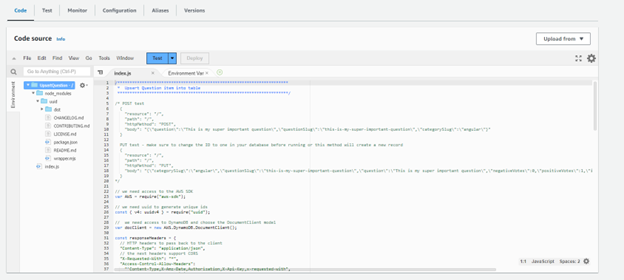 Code Test Monitor Configuration Aliases Versions
Code source Info
Upload from
File Edit Find View Go Tools Window Test Deploy
Go to Anything (Ctrl-P)
index.js
Environment Var
Environment
node_modules
uuid
dist
CHANGELOG.md
CONTRIBUTING.md
LICENSE.md
package.json
README.md
wrapper.mjs
index.js
* Upsert Question item into table
/* POST test
{
"resource": "/",
"path": "/",
"httpMethod": "POST",
"body": "{\"question\":\"This is my super important question\",\"questionSlug\":\"this-is-my-super-important-question\",\"categorySlug\":\"angular\"}"
}
PUT test - make sure to change the ID to one in your database before running or this method will create a new record
{
"resource": "/",
"path": "/",
"httpMethod": "PUT",
"body": "{\"categorySlug\":\"angular\",\"questionSlug\":\"this-is-my-super-important-question\",\"question\":\"This is my super important question\",\"negativeVotes\":0,\"positiveVotes\":1,\"
}
*/
// we need access to the AWS SDK
const AWS = require("aws-sdk");
// we need uuid to generate unique ids
const { v4: uuidv4 } = require("uuid");
// we need access to DynamoDB and choose the DocumentClient model
var docClient = new AWS.DynamoDB.DocumentClient();
const responseHeaders = {
// HTTP headers to pass back to the client
"Content-Type": "application/json",
// the next headers support CORS
"X-Requested-With": "*",
"Access-Control-Allow-Headers":
"Content-Type,X-Amz-Date,Authorization,X-Api-Key,x-requested-with",
1:1 JavaScript Spaces: 2